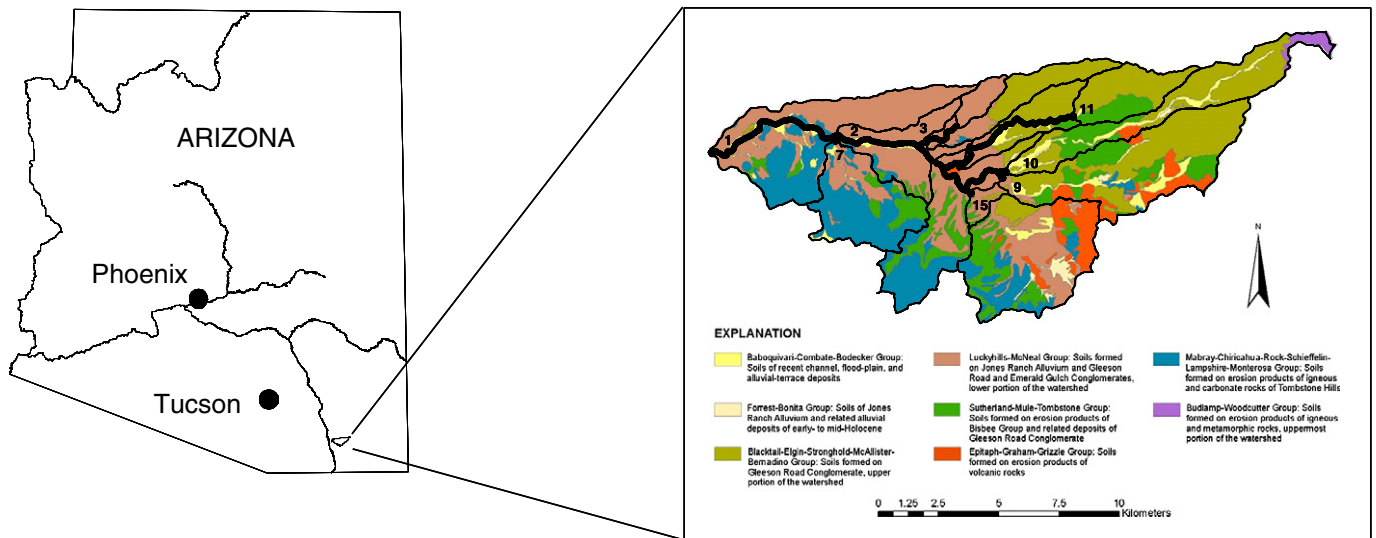 ARIZONA
Phoenix
Tucson
1
2
3
7
11
10
9
15
N
EXPLANATION
Baboquivari-Combate-Bodecker Group:
Soils of recent channel, flood-plain, and
alluvial-terrace deposits
Forrest-Bonita Group: Soils of Jones
Ranch Alluvium and related alluvial
deposits of early- to mid-Holocene
Blacktail-Elgin-Stronghold-McAllister-
Bernadino Group: Soils formed on
Gleeson Road Conglomerate, upper
portion of the watershed
Luckyhills-McNeal Group: Soils formed
on Jones Ranch Alluvium and Gleeson
Road and Emerald Gulch Conglomerates,
lower portion of the watershed
Sutherland-Mule-Tombstone Group:
Soils formed on erosion products of
Bisbee Group and related deposits of
Gleeson Road Conglomerate
Epitaph-Graham-Grizzle Group: Soils
formed on erosion products of
volcanic rocks
Mabray-Chiricahua-Rock-Schieffelin-
Lampshire-Monterosa Group: Soils
formed on erosion products of igneous
and carbonate rocks of Tombstone Hills
Budlamp-Woodcutter Group: Soils
formed on erosion products of igneous
and metamorphic rocks, uppermost
portion of the watershed
0 1.25 2.5 5 7.5 10
Kilometers